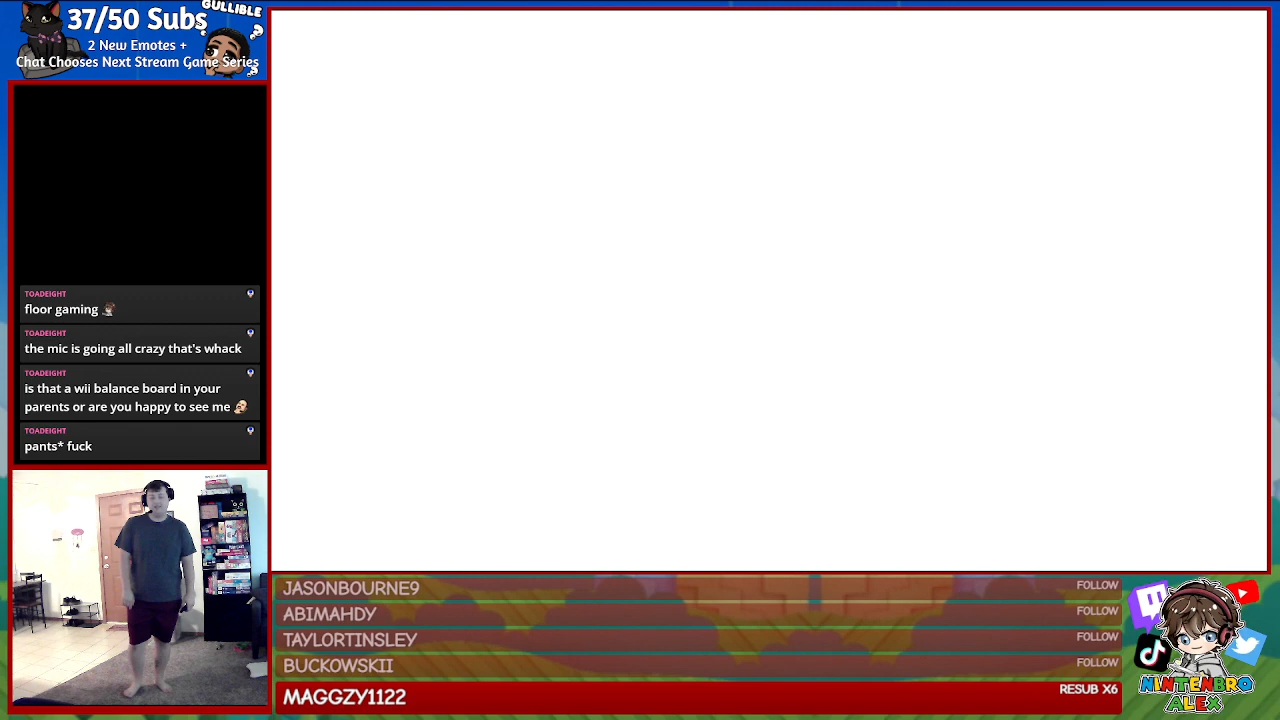 GULLIBLE
37/50 Subs
2 New Emotes +
Chat Chooses Next Stream Game Series
TOADEIGHT
floor gaming
TOADEIGHT
the mic is going all crazy that's whack
TOADEIGHT
is that a wii balance board in your
parents or are you happy to see me
TOADEIGHT
pants* fuck
JASONBOURNE9 FOLLOW
ABIMAHDY FOLLOW
TAYLORTINSLEY FOLLOW
BUCKOWSKII FOLLOW
MAGGZY1122 RESUB X6
NINTENBRO
ALEX